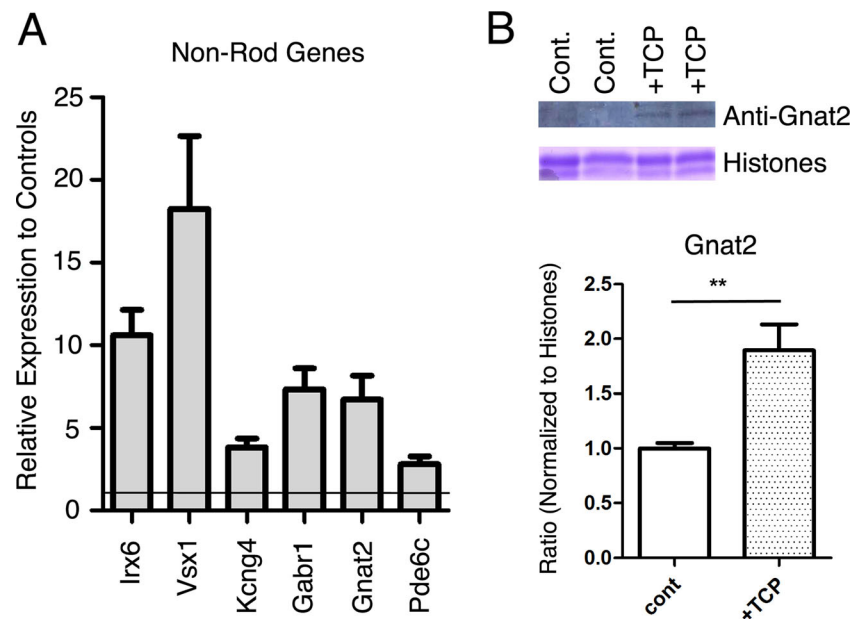 A
Non-Rod Genes
Relative Expresstion to Controls
25
20
15
10
5
0
Irx6
Vsx1
Kcng4
Gabr1
Gnat2
Pde6c
B
Cont.
Cont.
+TCP
+TCP
Anti-Gnat2
Histones
Gnat2
Ratio (Normalized to Histones)
2.5
2.0
1.5
1.0
0.5
0.0
**
cont
+TCP